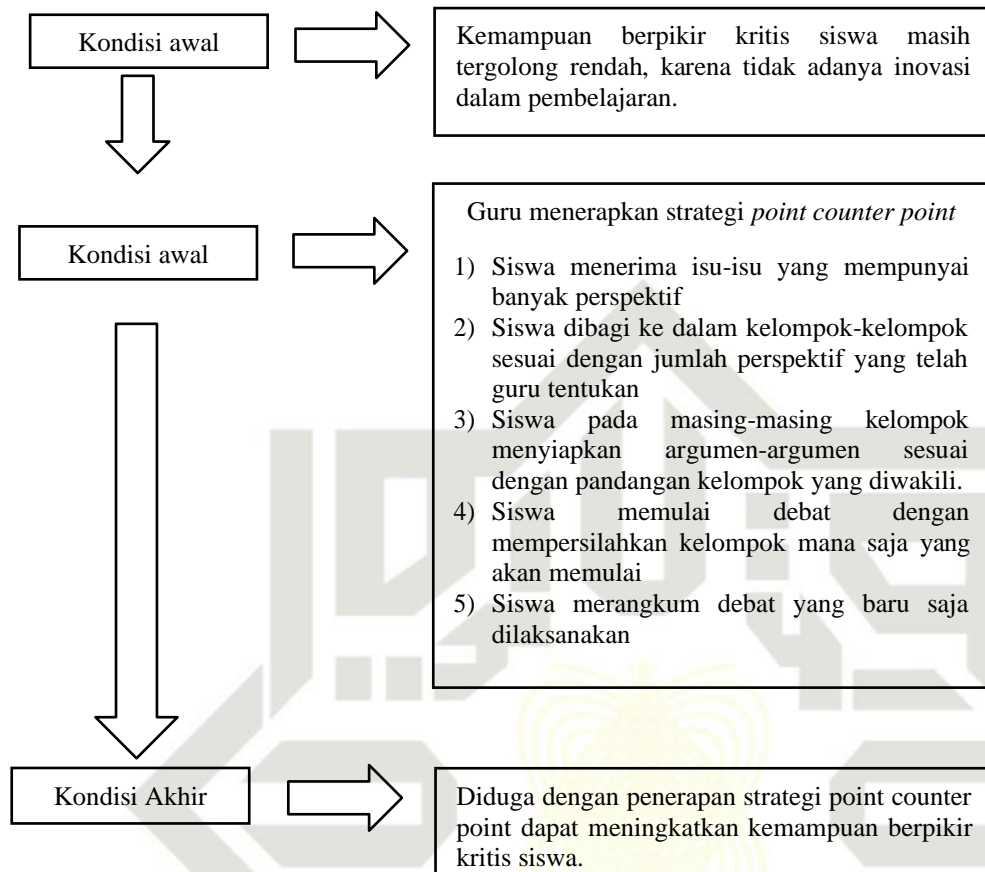 Kondisi awal
Kemampuan berpikir kritis siswa masih
tergolong rendah, karena tidak adanya inovasi
dalam pembelajaran.
Kondisi awal
Guru menerapkan strategi point counter point
1) Siswa menerima isu-isu yang mempunyai
banyak perspektif
2) Siswa dibagi ke dalam kelompok-kelompok
sesuai dengan jumlah perspektif yang telah
guru tentukan
3) Siswa pada masing-masing kelompok
menyiapkan argumen-argumen sesuai
dengan pandangan kelompok yang diwakili.
4) Siswa memulai debat dengan
mempersilahkan kelompok mana saja yang
akan memulai
5) Siswa merangkum debat yang baru saja
dilaksanakan
Kondisi Akhir
Diduga dengan penerapan strategi point counter
point dapat meningkatkan kemampuan berpikir
kritis siswa.